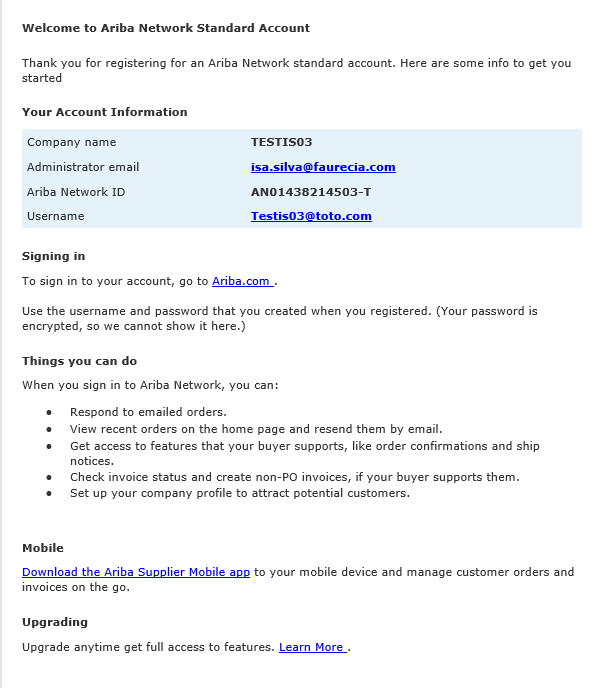 Welcome to Ariba Network Standard Account
Thank you for registering for an Ariba Network standard account. Here are some info to get you
started
Your Account Information
Company name TESTIS03
Administrator email isa.silva@faurecia.com
Ariba Network ID AN01438214503-T
Username Testis03@toto.com
Signing in
To sign in to your account, go to Ariba.com .
Use the username and password that you created when you registered. (Your password is
encrypted, so we cannot show it here.)
Things you can do
When you sign in to Ariba Network, you can:
• Respond to emailed orders.
• View recent orders on the home page and resend them by email.
• Get access to features that your buyer supports, like order confirmations and ship
notices.
• Check invoice status and create non-PO invoices, if your buyer supports them.
• Set up your company profile to attract potential customers.
Mobile
Download the Ariba Supplier Mobile app to your mobile device and manage customer orders and
invoices on the go.
Upgrading
Upgrade anytime get full access to features. Learn More .